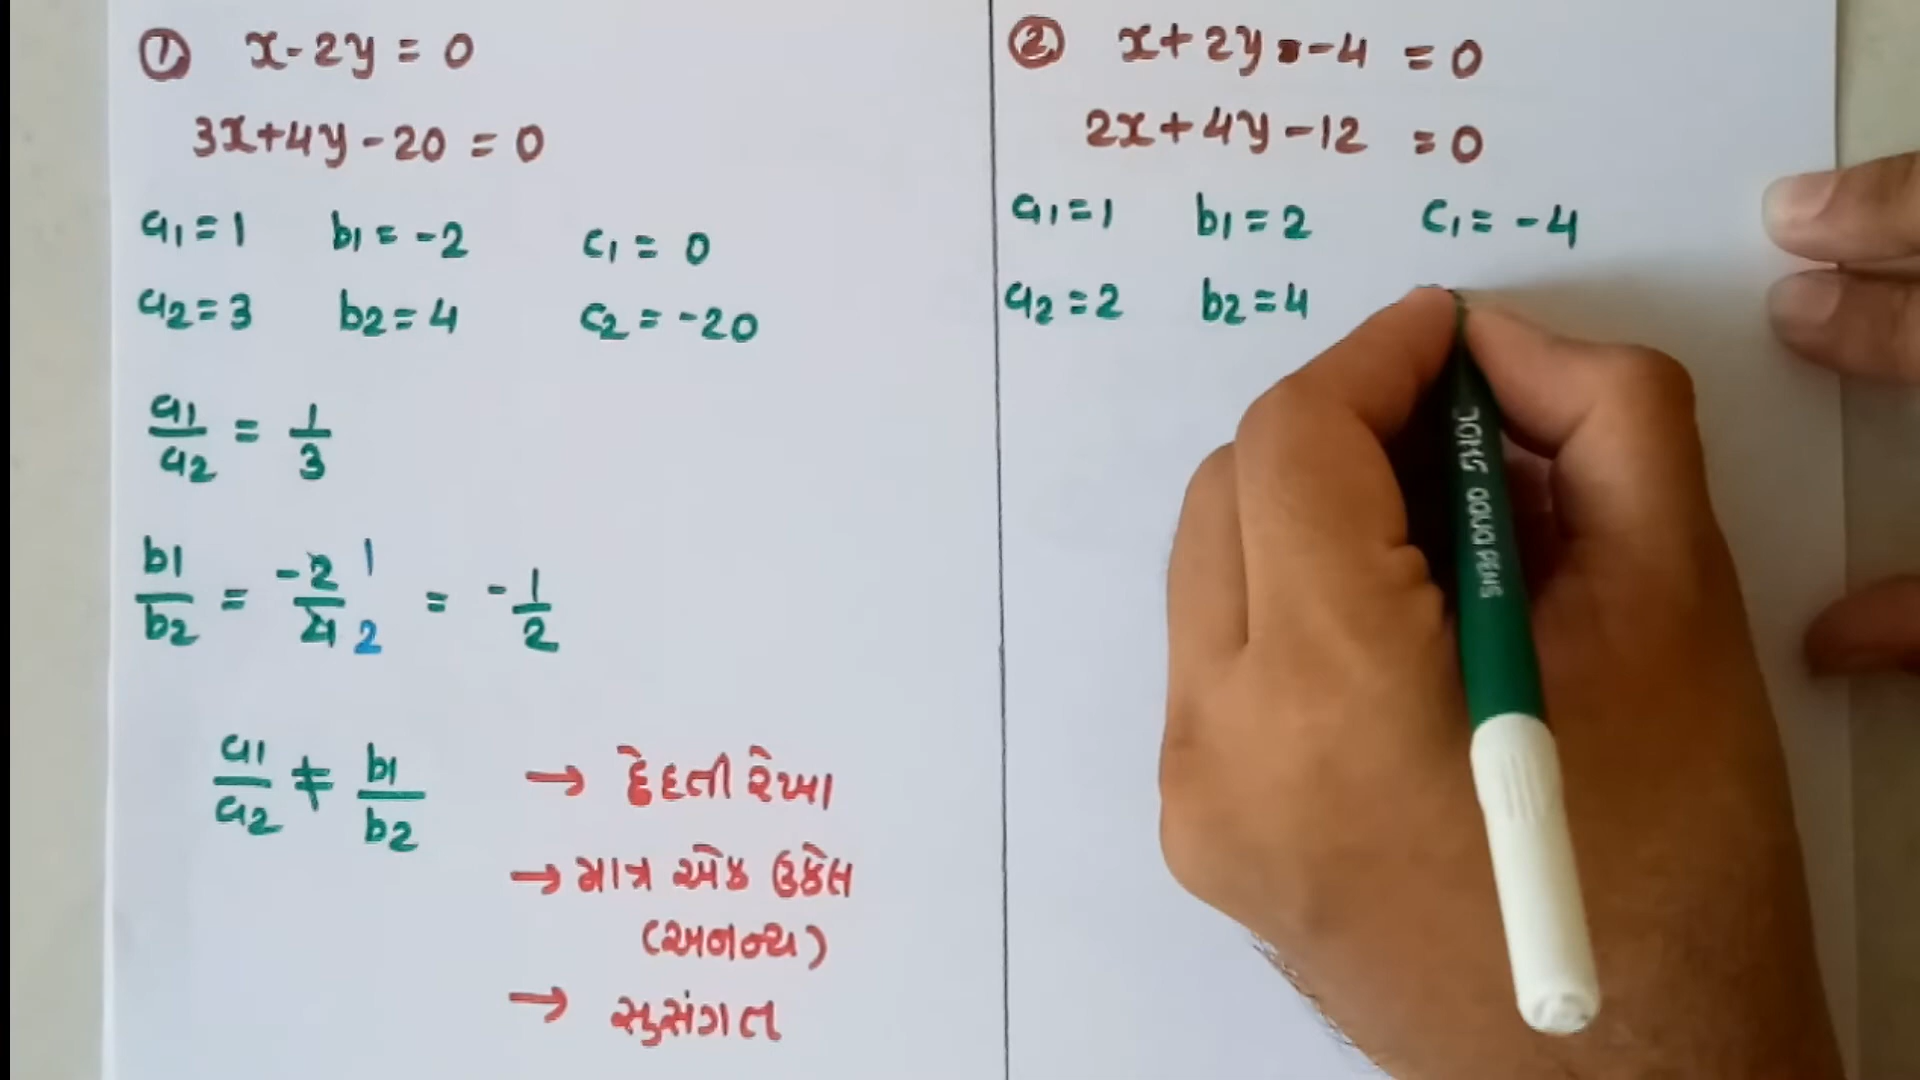 ① x - 2y = 0
3x + 4y - 20 = 0
a1 = 1 b1 = -2 c1 = 0
a2 = 3 b2 = 4 c2 = -20
a1/a2 = 1/3
b1/b2 = -2/4 1/2 = -1/2
a1/a2 ≠ b1/b2
→ છેદતી રેખા
→ માત્ર એક ઉકેલ
(અનન્ય)
→ સુસંગત
② x + 2y - 4 = 0
2x + 4y - 12 = 0
a1 = 1 b1 = 2 c1 = -4
a2 = 2 b2 = 4